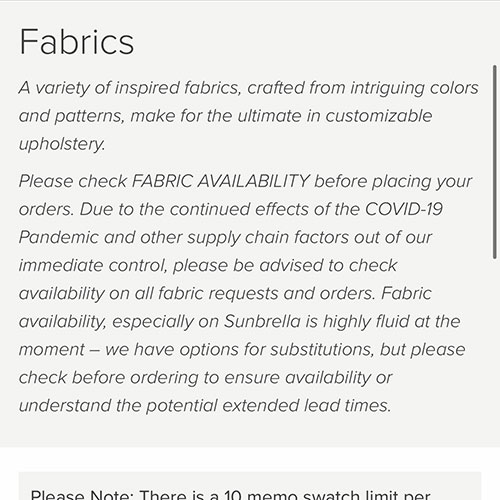 Fabrics
A variety of inspired fabrics, crafted from intriguing colors
and patterns, make for the ultimate in customizable
upholstery.
Please check FABRIC AVAILABILITY before placing your
orders. Due to the continued effects of the COVID-19
Pandemic and other supply chain factors out of our
immediate control, please be advised to check
availability on all fabric requests and orders. Fabric
availability, especially on Sunbrella is highly fluid at the
moment – we have options for substitutions, but please
check before ordering to ensure availability or
understand the potential extended lead times.
Please Note: There is a 10 memo swatch limit per